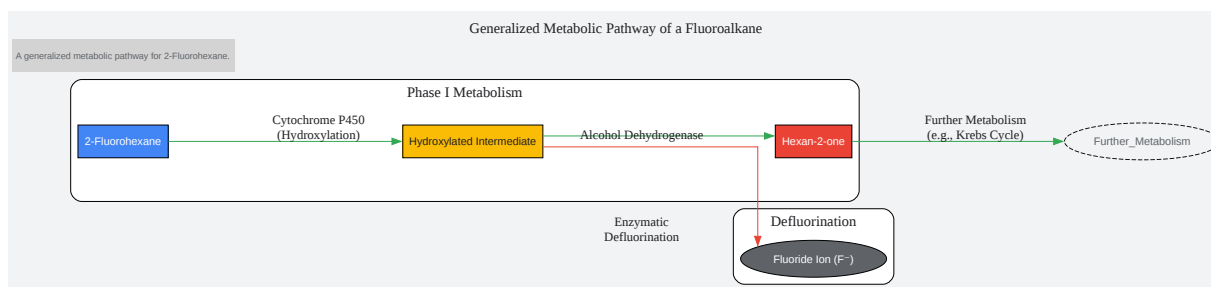 Generalized Metabolic Pathway of a Fluoroalkane
A generalized metabolic pathway for 2-Fluorohexane.
Phase I Metabolism
Cytochrome P450
(Hydroxylation)
Further Metabolism
(e.g., Krebs Cycle)
2-Fluorohexane
Hydroxylated Intermediate
Alcohol Dehydrogenase
Hexan-2-one
Further_Metabolism
Enzymatic
Defluorination
Defluorination
Fluoride Ion (F⁻)